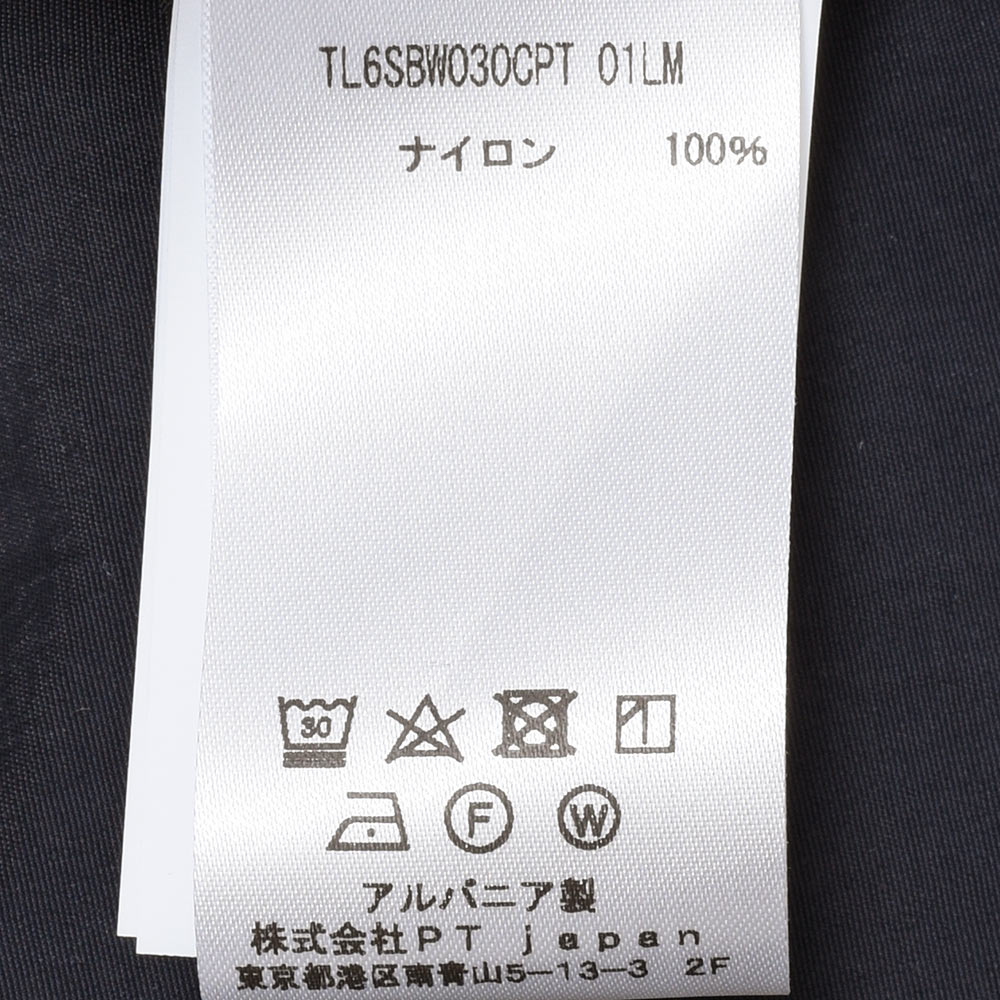 TL6SBW030CPT 01LM
ナイロン 100%
30
F W
アルバニア製
株式会社PT japan
東京都港区南青山5-13-3 2F